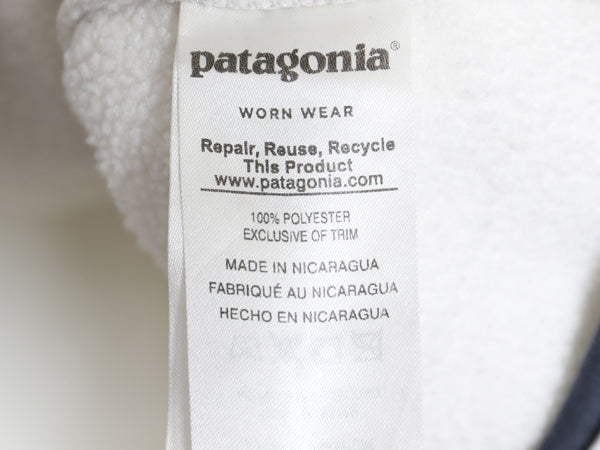 patagonia®
WORN WEAR
Repair, Reuse, Recycle
This Product
www.patagonia.com
100% POLYESTER
EXCLUSIVE OF TRIM
MADE IN NICARAGUA
FABRIQUÉ AU NICARAGUA
HECHO EN NICARAGUA